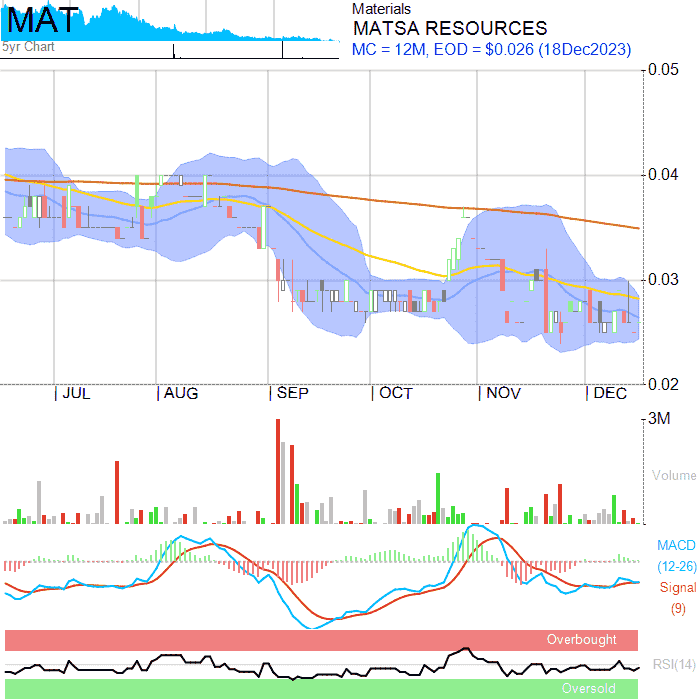 MAT
5yr Chart
Materials
MATSA RESOURCES
MC = 12M, EOD = $0.026 (18Dec2023)
0.05
0.04
0.03
0.02
JUL AUG SEP OCT NOV DEC
3M
Volume
MACD
(12-26)
Signal
(9)
Overbought
RSI(14)
Oversold